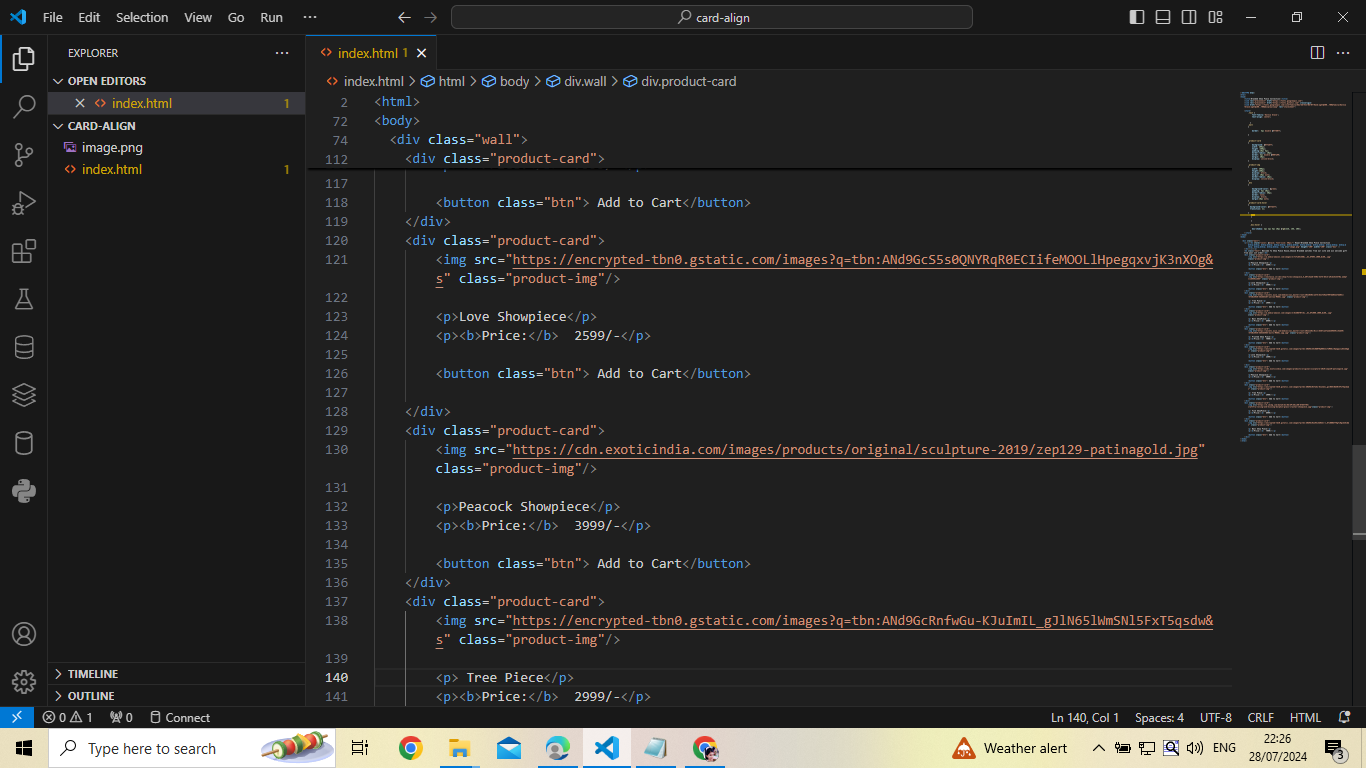 File Edit Selection View Go Run ···
card-align
EXPLORER ···
OPEN EDITORS
index.html 1
CARD-ALIGN
image.png
index.html 1
TIMELINE
OUTLINE
index.html 1
index.html > html > body > div.wall > div.product-card
2 <html>
72 <body>
74 <div class="wall">
112 <div class="product-card">
117
118 <button class="btn"> Add to Cart</button>
119 </div>
120 <div class="product-card">
121 <img src="https://encrypted-tbn0.gstatic.com/images?q=tbn:ANd9GcS5s0QNYRqR0ECIifeMOOLlHpegqxvjK3nXOg&
s" class="product-img"/>
122
123 <p>Love Showpiece</p>
124 <p><b>Price:</b>  2599/-</p>
125
126 <button class="btn"> Add to Cart</button>
127
128 </div>
129 <div class="product-card">
130 <img src="https://cdn.exoticindia.com/images/products/original/sculpture-2019/zep129-patinagold.jpg"
class="product-img"/>
131
132 <p>Peacock Showpiece</p>
133 <p><b>Price:</b>  3999/-</p>
134
135 <button class="btn"> Add to Cart</button>
136 </div>
137 <div class="product-card">
138 <img src="https://encrypted-tbn0.gstatic.com/images?q=tbn:ANd9GcRnfwGu-KJuImIL_gJlN65lWmSNl5FxT5qsdw&
s" class="product-img"/>
139
140 <p> Tree Piece</p>
141 <p><b>Price:</b>  2999/-</p>
0 1 0 Connect
Ln 140, Col 1 Spaces: 4 UTF-8 CRLF HTML
Type here to search
Weather alert
ENG
22:26
28/07/2024
3